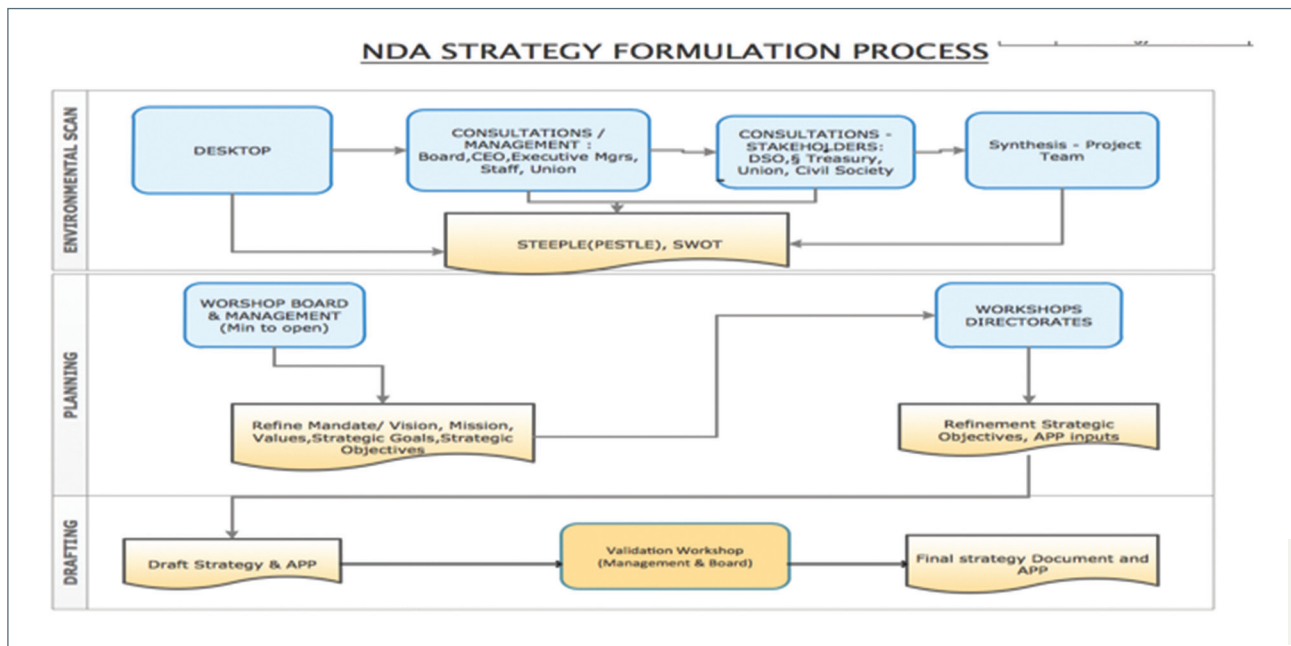 NDA STRATEGY FORMULATION PROCESS
ENVIRONMENTAL SCAN
DESKTOP
CONSULTATIONS /
MANAGEMENT :
Board,CEO,Executive Mgrs,
Staff, Union
CONSULTATIONS -
STAKEHOLDERS:
DSO,§ Treasury,
Union, Civil Society
Synthesis - Project
Team
STEEPLE(PESTLE), SWOT
PLANNING
WORSHOP BOARD
& MANAGEMENT
(Min to open)
WORKSHOPS
DIRECTORATES
Refine Mandate/ Vision, Mission,
Values,Strategic Goals,Strategic
Objectives
Refinement Strategic
Objectives, APP inputs
DRAFTING
Draft Strategy & APP
Validation Workshop
(Management & Board)
Final strategy Document and
APP